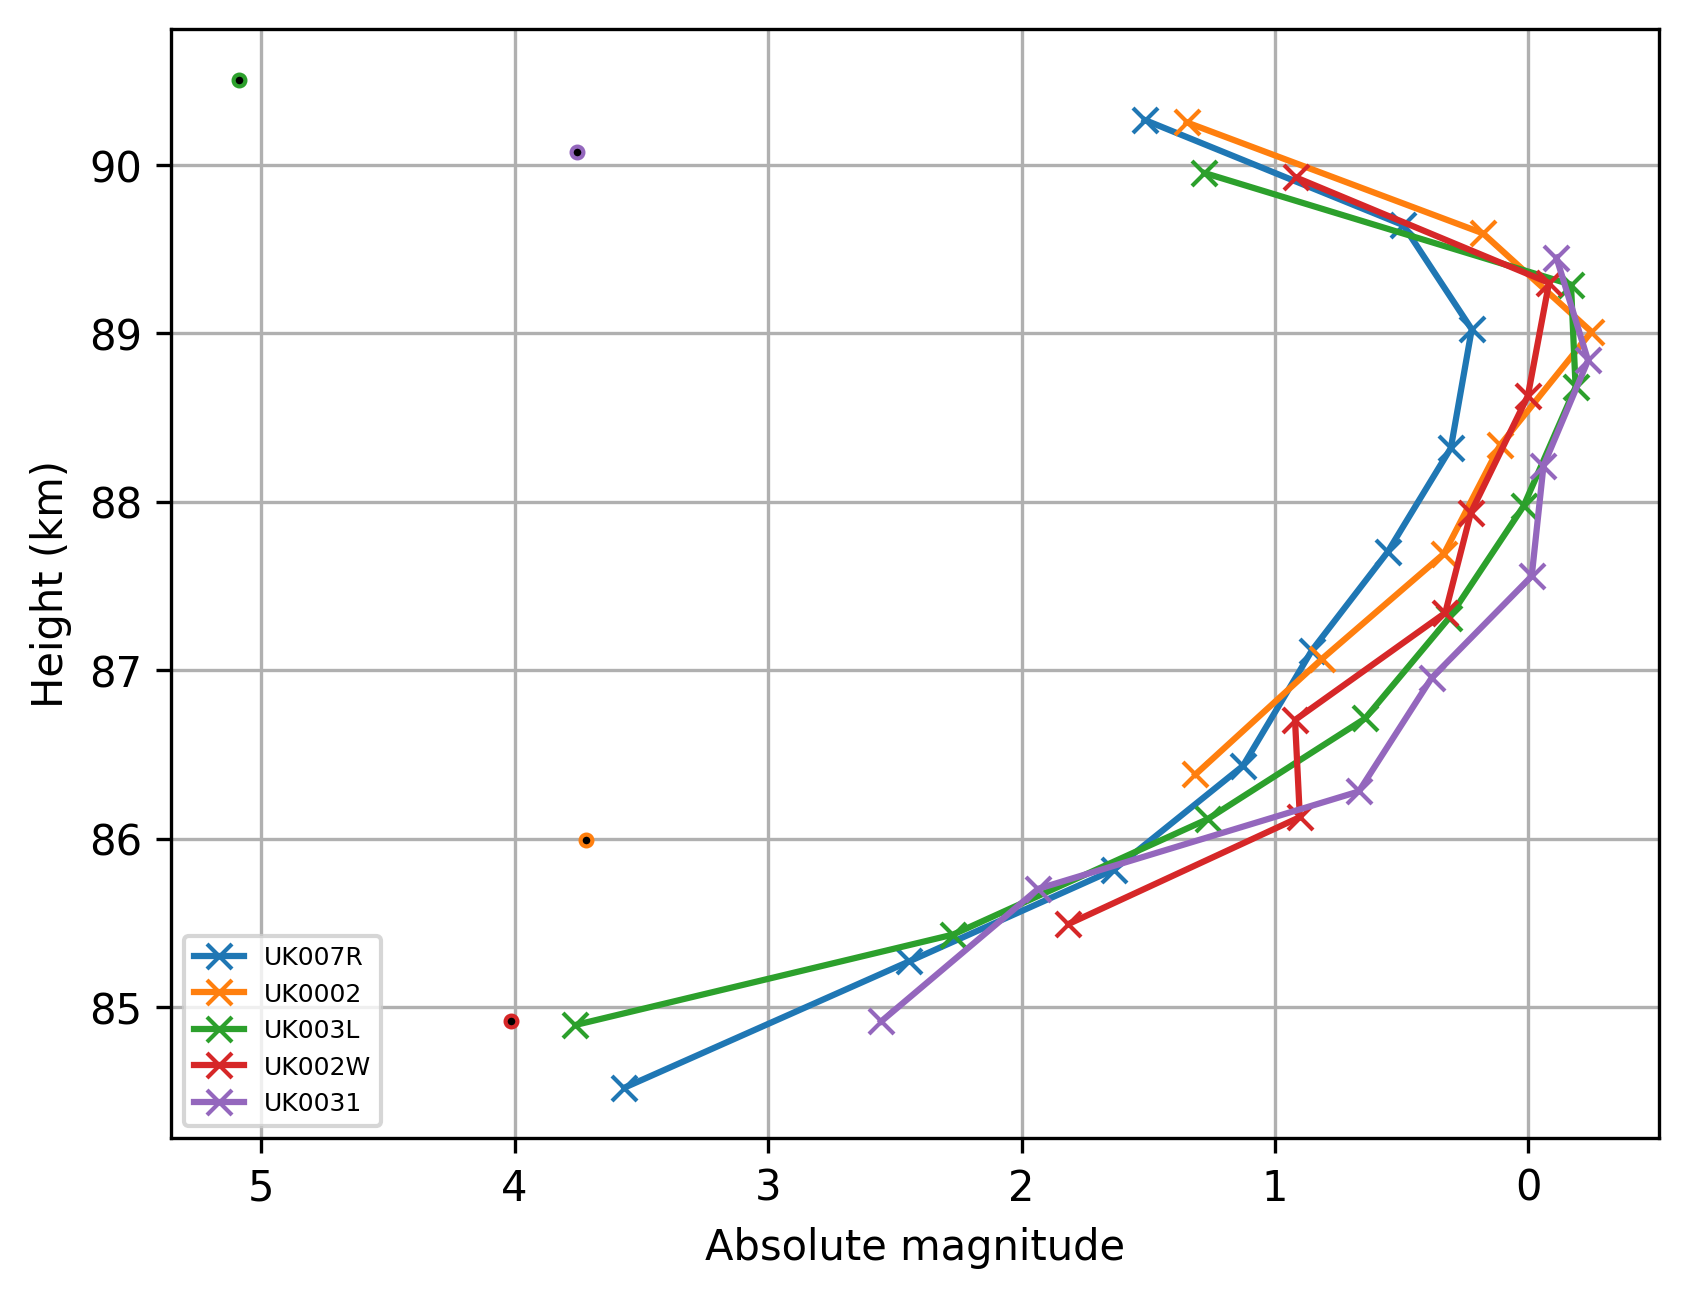 90
89
88
87
86
85
Height (km)
UK007R
UK0002
UK003L
UK002W
UK0031
5 4 3 2 1 0
Absolute magnitude